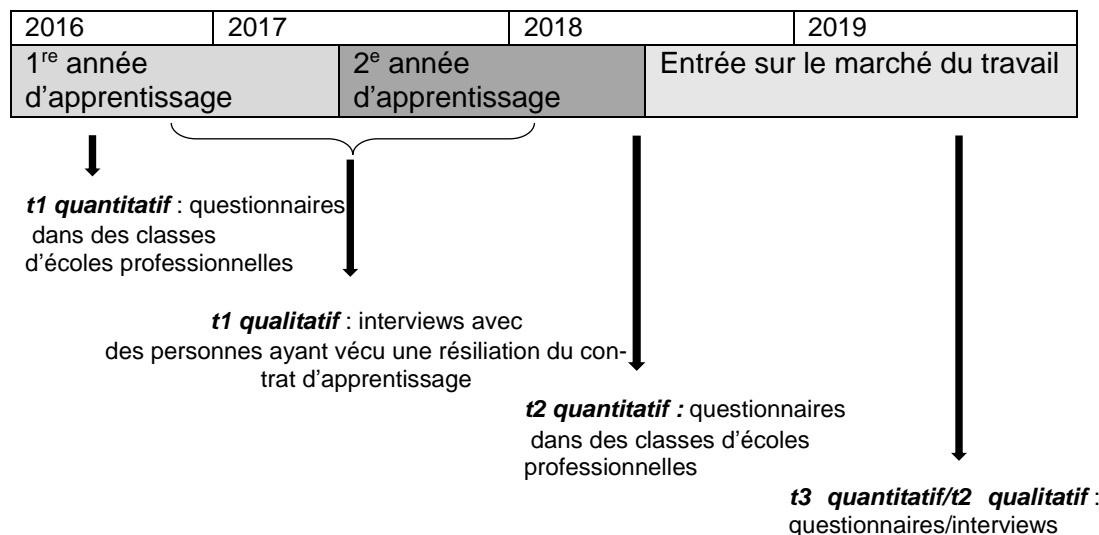 2016 2017 2018 2019
1re année
d’apprentissage
2e année
d’apprentissage
Entrée sur le marché du travail
t1 quantitatif : questionnaires
dans des classes
d’écoles professionnelles
t1 qualitatif : interviews avec
des personnes ayant vécu une résiliation du con-
trat d’apprentissage
t2 quantitatif : questionnaires
dans des classes d’écoles
professionnelles
t3 quantitatif/t2 qualitatif :
questionnaires/interviews